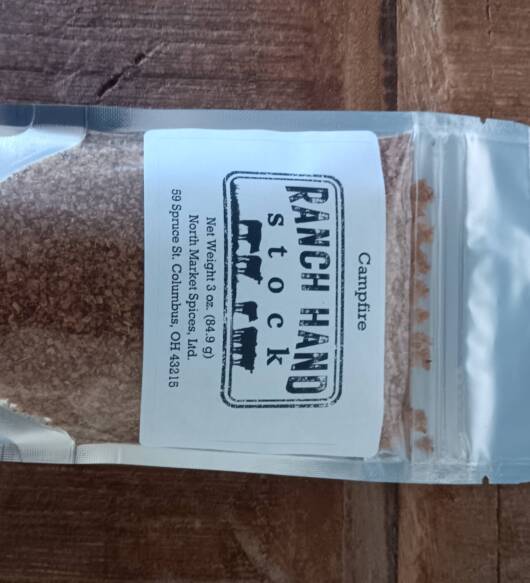 Campfire
RANCH HAND
stock
Net Weight 3 oz. (84.9 g)
North Market Spices, Ltd.
59 Spruce St. Columbus, OH 43215